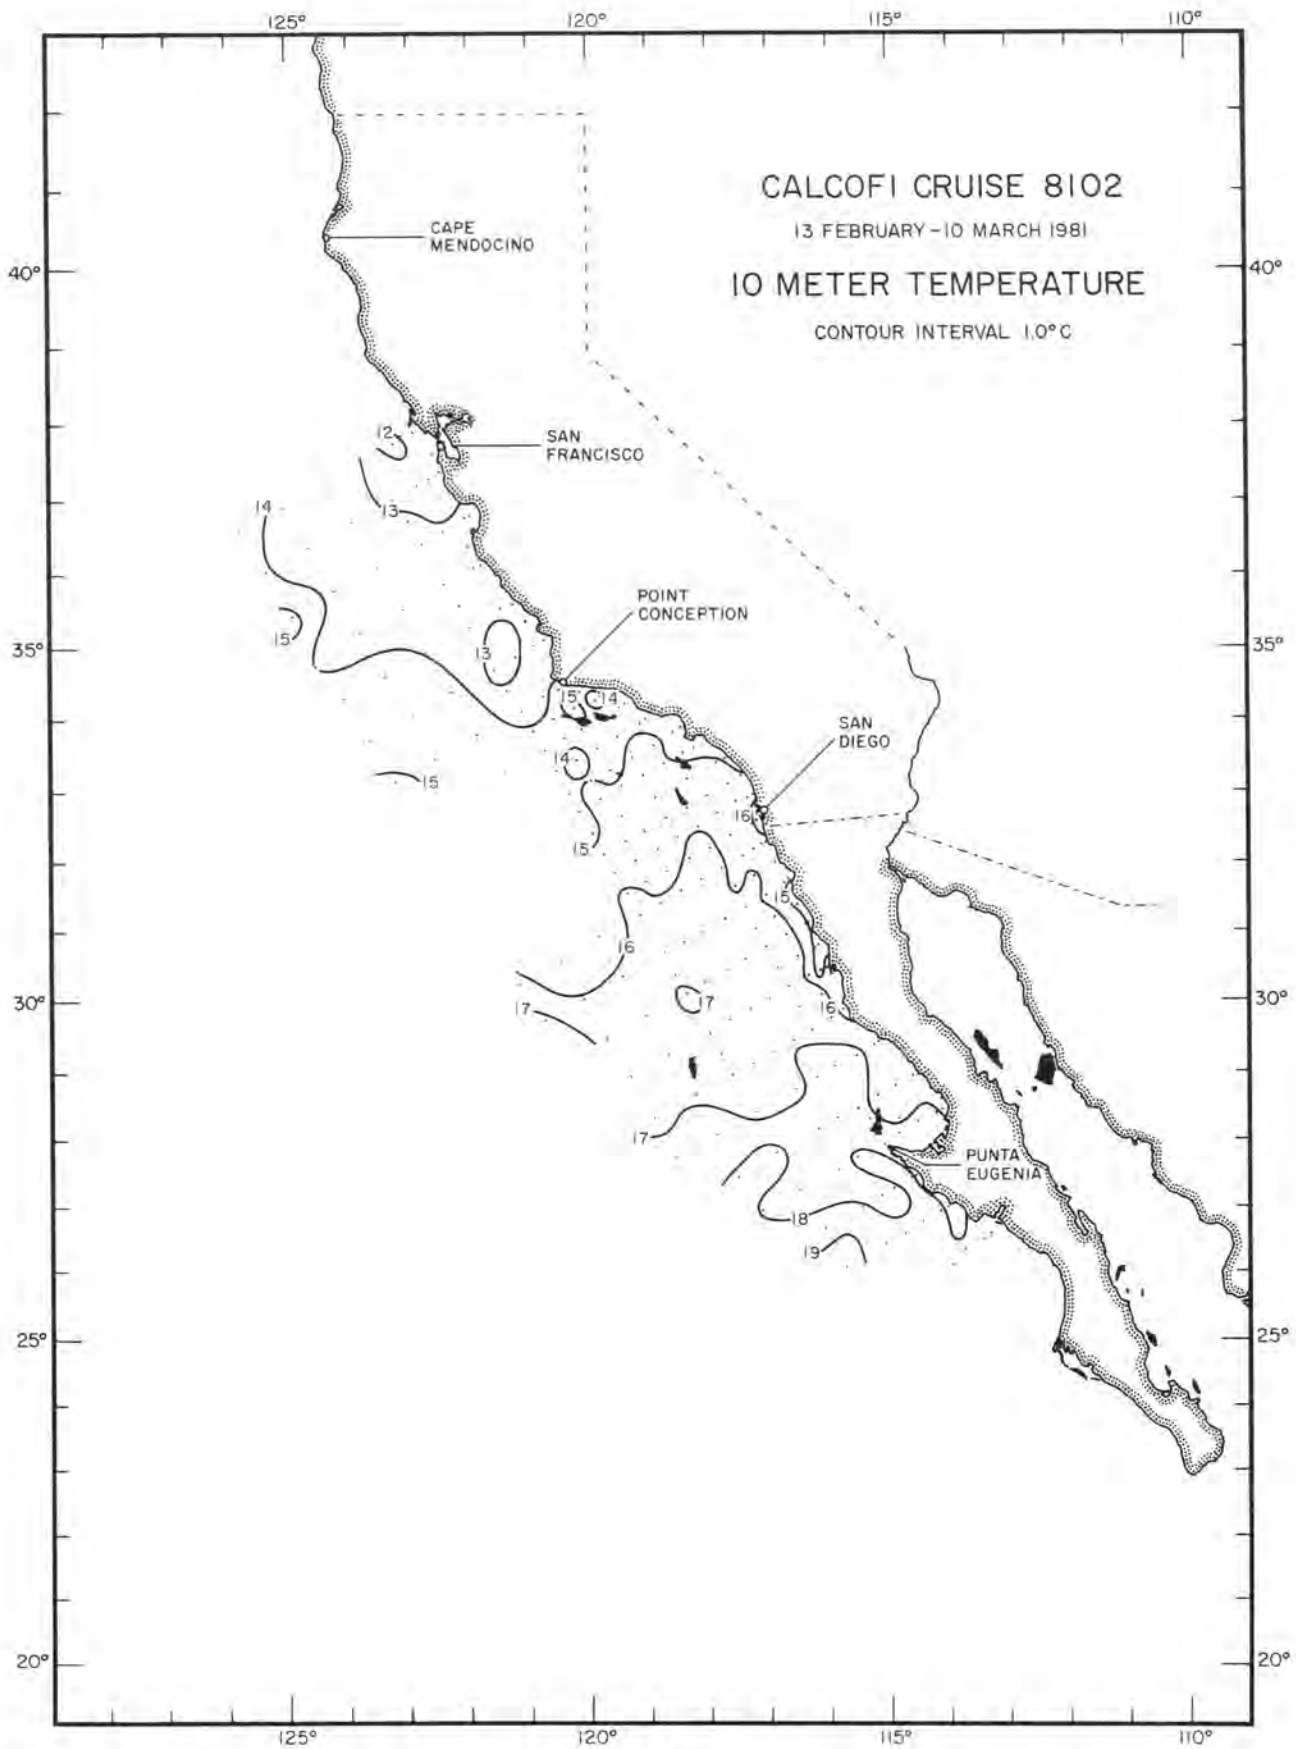 125° 120° 115° 110°
CALCOFI CRUISE 8102
13 FEBRUARY - 10 MARCH 1981
10 METER TEMPERATURE
CONTOUR INTERVAL 1.0° C
CAPE
MENDOCINO
40° 40°
12
SAN
FRANCISCO
14
13
POINT
CONCEPTION
15
35° 13 35°
15 14
SAN
DIEGO
14
15
16
15
15
16
30° 17 17 16 30°
17
PUNTA
EUGENIA
18
19
25° 25°
20° 20°
125° 120° 115° 110°